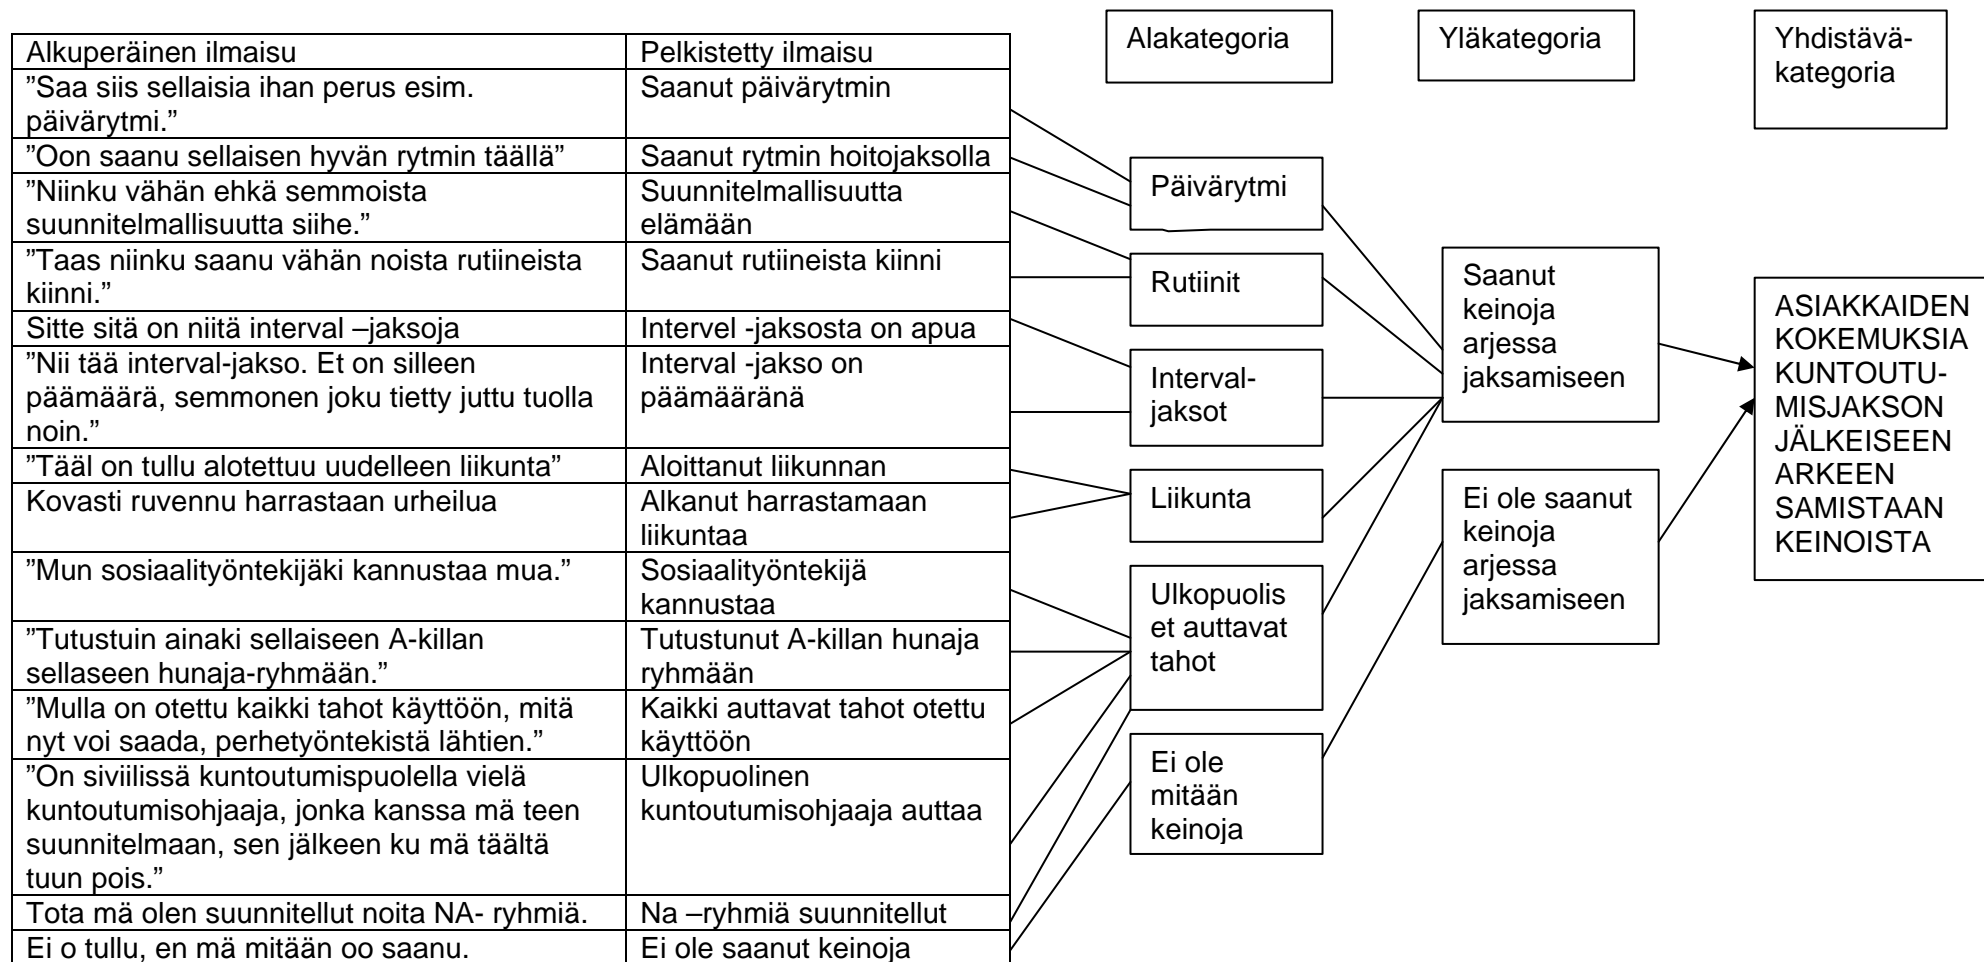 Alakategoria
Yläkategoria
Yhdistävä-
kategoria
Alkuperäinen ilmaisu
Pelkistetty ilmaisu
”Saa siis sellaisia ihan perus esim.
päivärytmi.”
Saanut päivärytmin
”Oon saanu sellaisen hyvän rytmin täällä”
Saanut rytmin hoitojaksolla
”Niinku vähän ehkä semmoista
suunnitelmallisuutta siihe.”
Suunnitelmallisuutta
elämään
”Taas niinku saanu vähän noista rutiineista
kiinni.”
Saanut rutiineista kiinni
Sitte sitä on niitä interval –jaksoja
Intervel -jaksosta on apua
”Nii tää interval-jakso. Et on silleen
päämäärä, semmonen joku tietty juttu tuolla
noin.”
Interval -jakso on
päämääränä
”Tääl on tullu alotettuu uudelleen liikunta”
Aloittanut liikunnan
Kovasti ruvennu harrastaan urheilua
Alkanut harrastamaan
liikuntaa
”Mun sosiaalityöntekijäki kannustaa mua.”
Sosiaalityöntekijä
kannustaa
”Tutustuin ainaki sellaiseen A-killan
sellaseen hunaja-ryhmään.”
Tutustunut A-killan hunaja
ryhmään
”Mulla on otettu kaikki tahot käyttöön, mitä
nyt voi saada, perhetyöntekistä lähtien.”
Kaikki auttavat tahot otettu
käyttöön
”On siviilissä kuntoutumispuolella vielä
kuntoutumisohjaaja, jonka kanssa mä teen
suunnitelmaan, sen jälkeen ku mä täältä
tuun pois.”
Ulkopuolinen
kuntoutumisohjaaja auttaa
Tota mä olen suunnitellut noita NA- ryhmiä.
Na –ryhmiä suunnitellut
Ei o tullu, en mä mitään oo saanu.
Ei ole saanut keinoja
Päivärytmi
Rutiinit
Interval-
jaksot
Liikunta
Ulkopuolis
et auttavat
tahot
Ei ole
mitään
keinoja
Saanut
keinoja
arjessa
jaksamiseen
Ei ole saanut
keinoja
arjessa
jaksamiseen
ASIAKKAIDEN
KOKEMUKSIA
KUNTOUTU-
MISJAKSON
JÄLKEISEEN
ARKEEN
SAMISTAAN
KEINOISTA